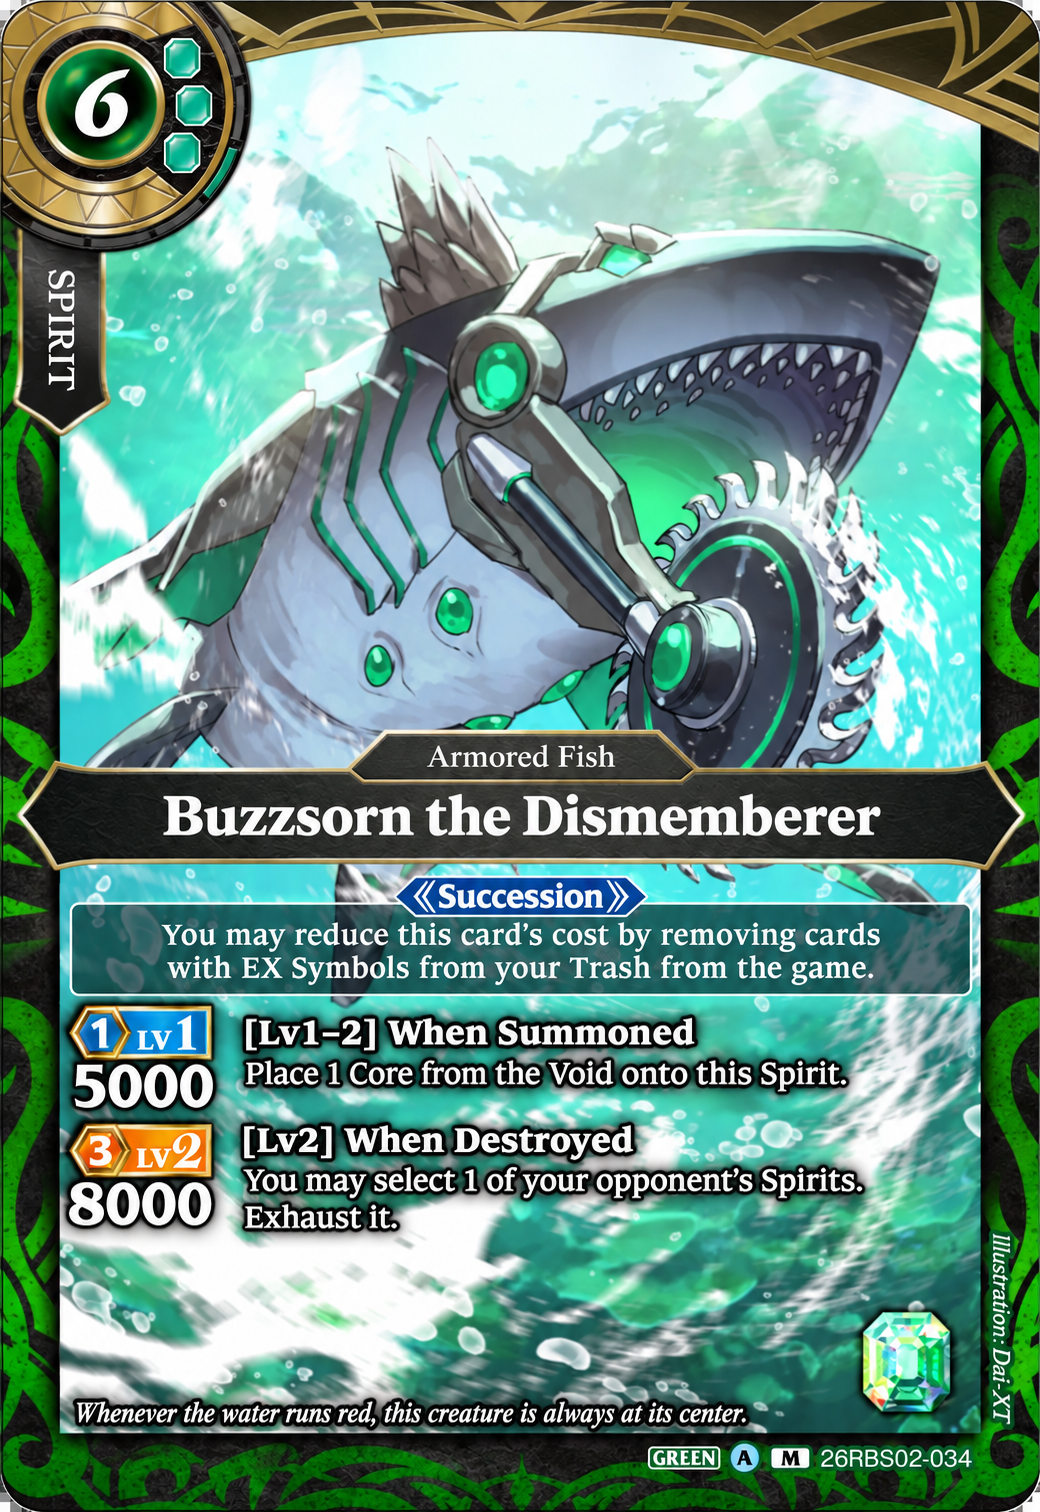 6
SPIRIT
Armored Fish
Buzzsorn the Dismemberer
《Succession》
You may reduce this card's cost by removing cards
with EX Symbols from your Trash from the game.
1 LV1
5000
[Lv1–2] When Summoned
Place 1 Core from the Void onto this Spirit.
3 LV2
8000
[Lv2] When Destroyed
You may select 1 of your opponent's Spirits.
Exhaust it.
Illustration: Dai-XT
Whenever the water runs red, this creature is always at its center.
GREEN A M 26RBS02-034